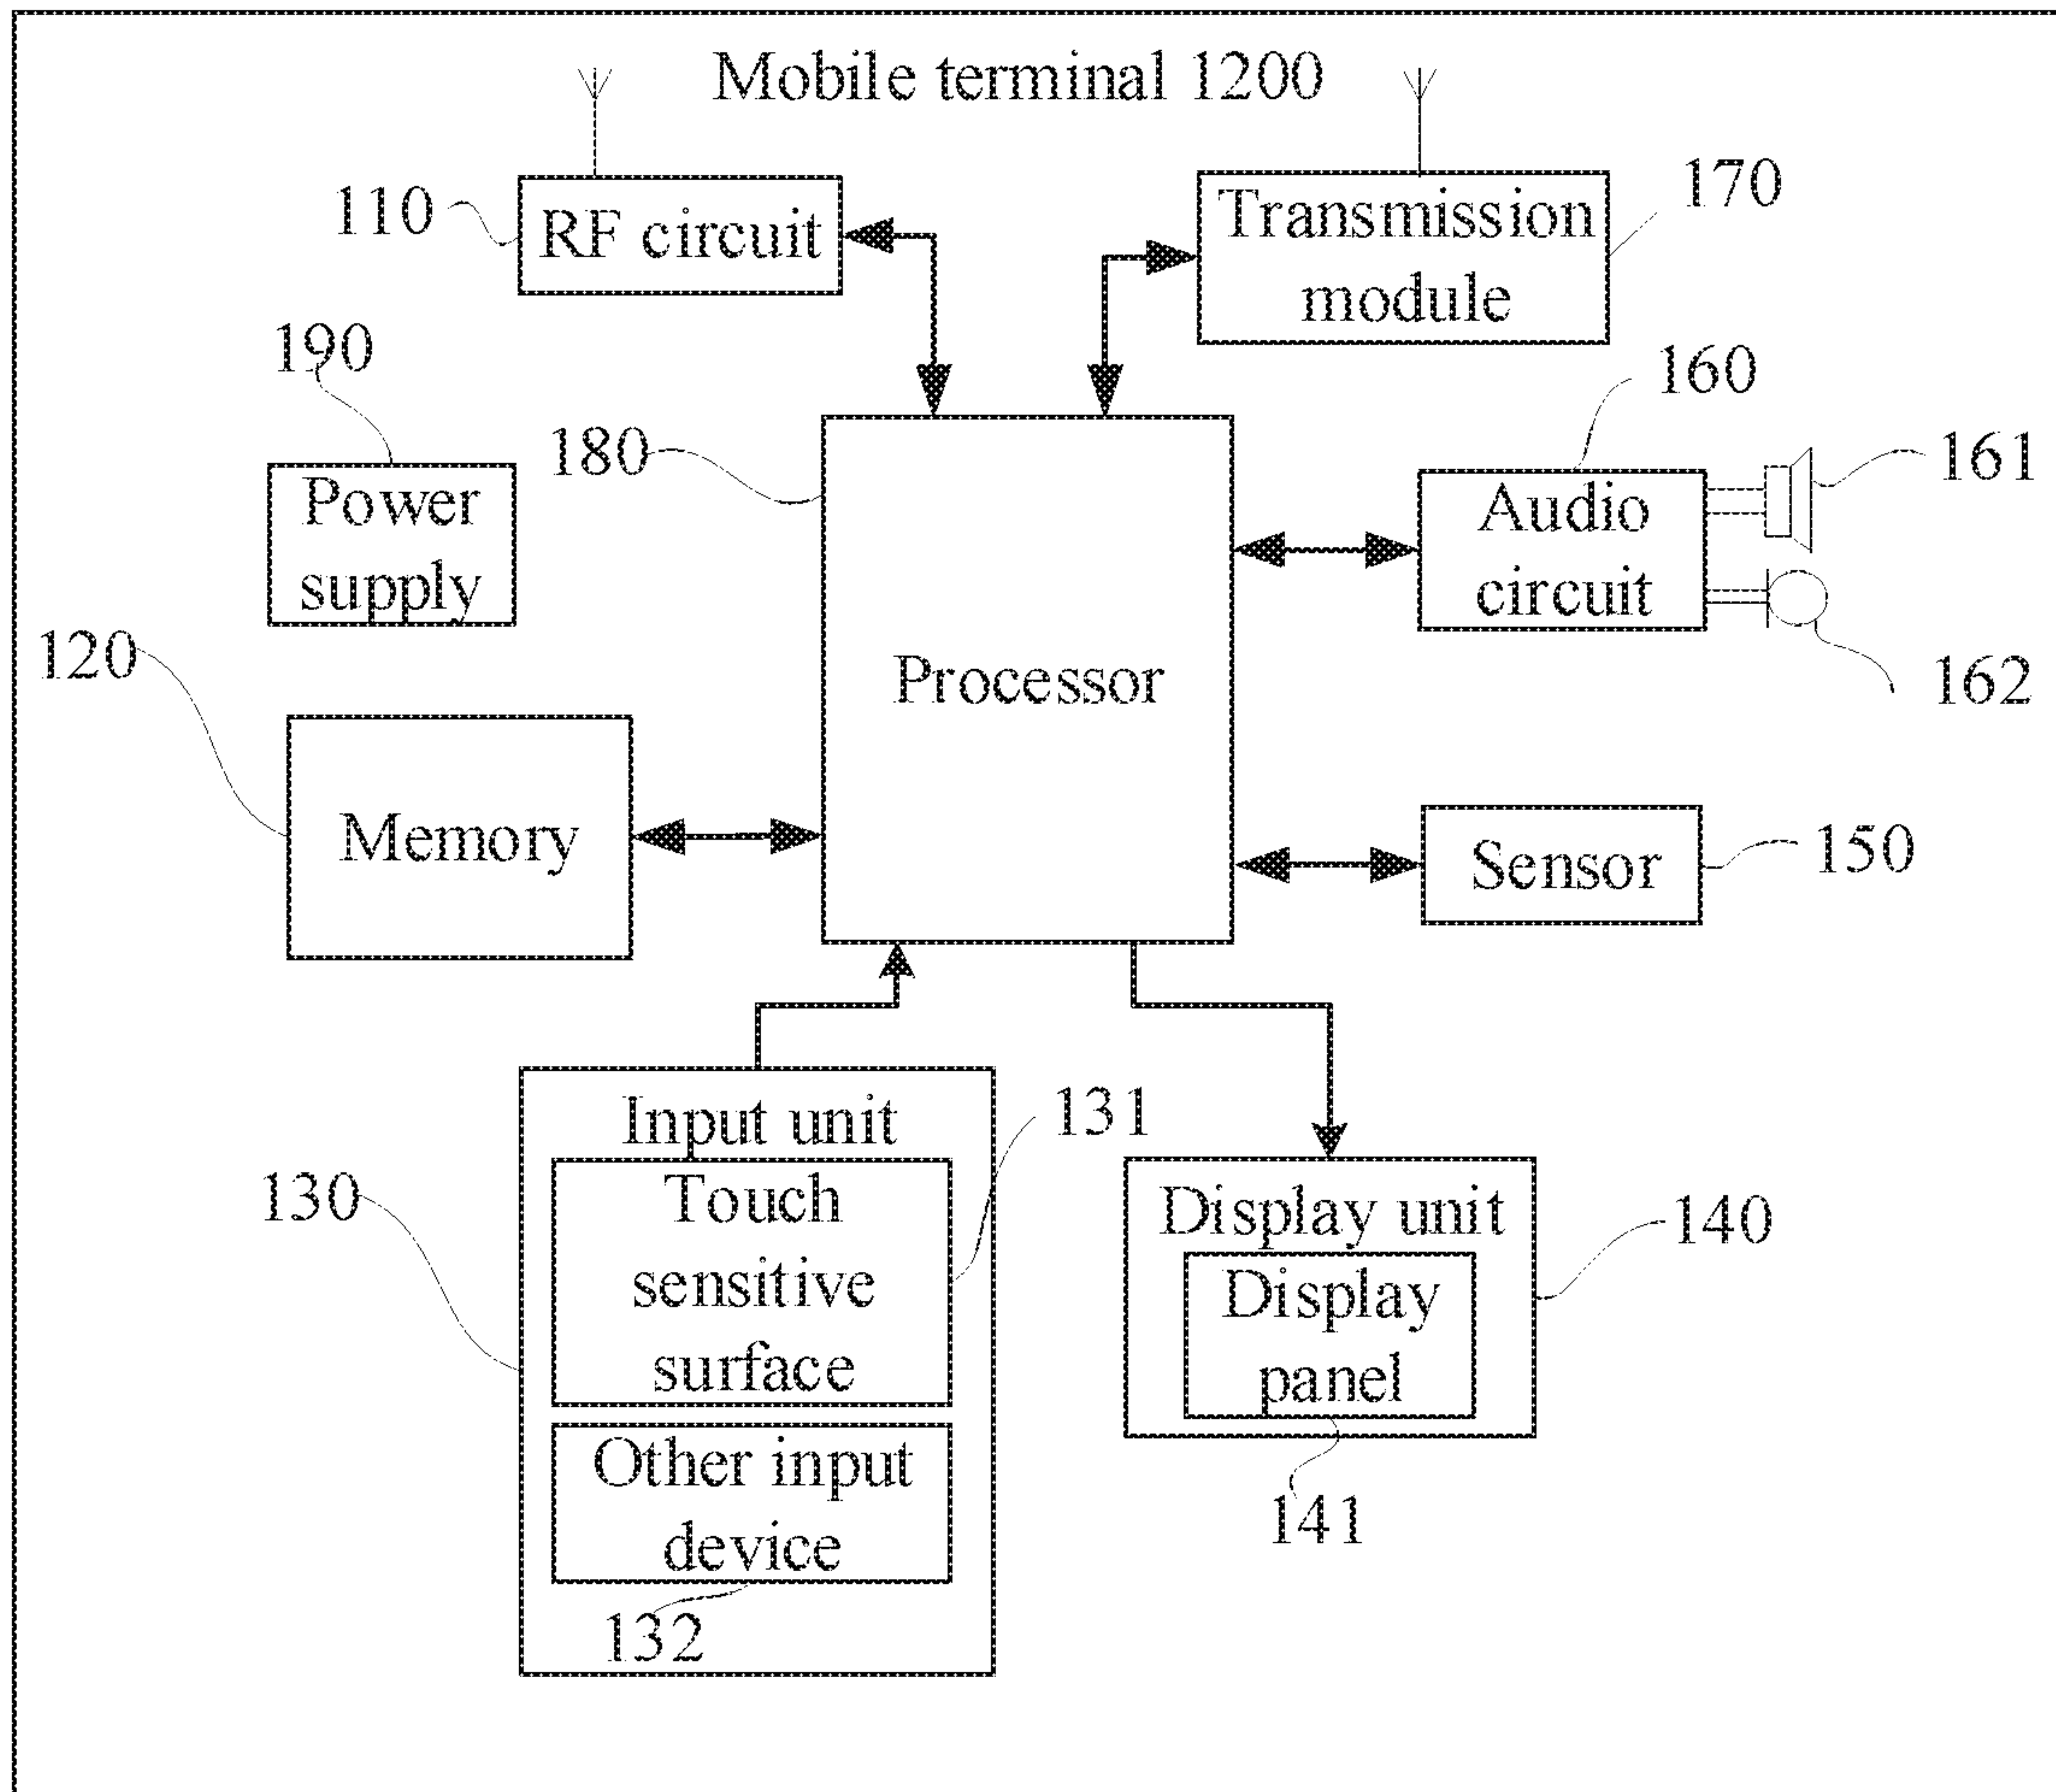 Mobile terminal 1200
110
RF circuit
Transmission
module
170
190
Power
supply
180
Processor
160
Audio
circuit
161
162
120
Memory
Sensor
150
Input unit
131
130
Touch
sensitive
surface
Other input
device
132
Display unit
140
Display
panel
141